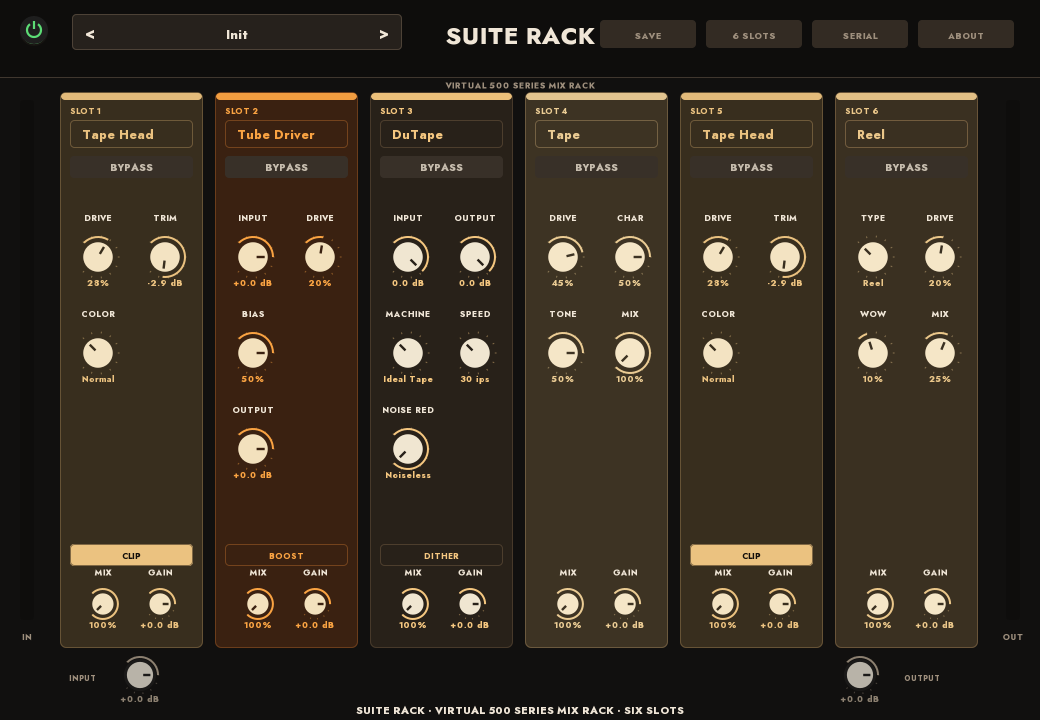 < Init >
SUITE RACK
SAVE
6 SLOTS
SERIAL
ABOUT
VIRTUAL 500 SERIES MIX RACK
SLOT 1
Tape Head
BYPASS
DRIVE TRIM
28% -2.9 dB
COLOR
Normal
CLIP
MIX GAIN
100% +0.0 dB
SLOT 2
Tube Driver
BYPASS
INPUT DRIVE
+0.0 dB 20%
BIAS
50%
OUTPUT
+0.0 dB
BOOST
MIX GAIN
100% +0.0 dB
SLOT 3
DuTape
BYPASS
INPUT OUTPUT
0.0 dB 0.0 dB
MACHINE SPEED
Ideal Tape 30 ips
NOISE RED
Noiseless
DITHER
MIX GAIN
100% +0.0 dB
SLOT 4
Tape
BYPASS
DRIVE CHAR
45% 50%
TONE MIX
50% 100%
MIX GAIN
100% +0.0 dB
SLOT 5
Tape Head
BYPASS
DRIVE TRIM
28% -2.9 dB
COLOR
Normal
CLIP
MIX GAIN
100% +0.0 dB
SLOT 6
Reel
BYPASS
TYPE DRIVE
Reel 20%
WOW MIX
10% 25%
MIX GAIN
100% +0.0 dB
IN
OUT
INPUT
+0.0 dB
OUTPUT
+0.0 dB
SUITE RACK · VIRTUAL 500 SERIES MIX RACK · SIX SLOTS